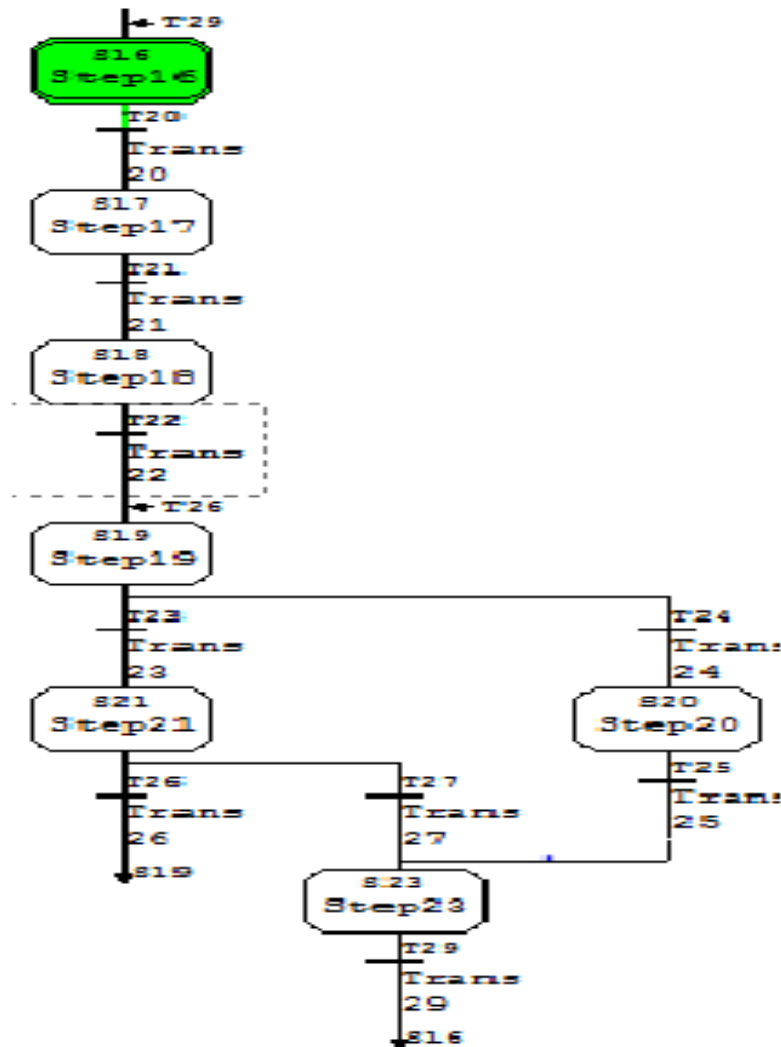 T29
S16
Step16
T20
Trans
20
S17
Step17
T21
Trans
21
S18
Step18
T22
Trans
22
T26
S19
Step19
T23
Trans
23
T24
Trans
24
S21
Step21
S20
Step20
T26
Trans
26
T27
Trans
27
T25
Trans
25
S19
S23
Step23
T29
Trans
29
S16